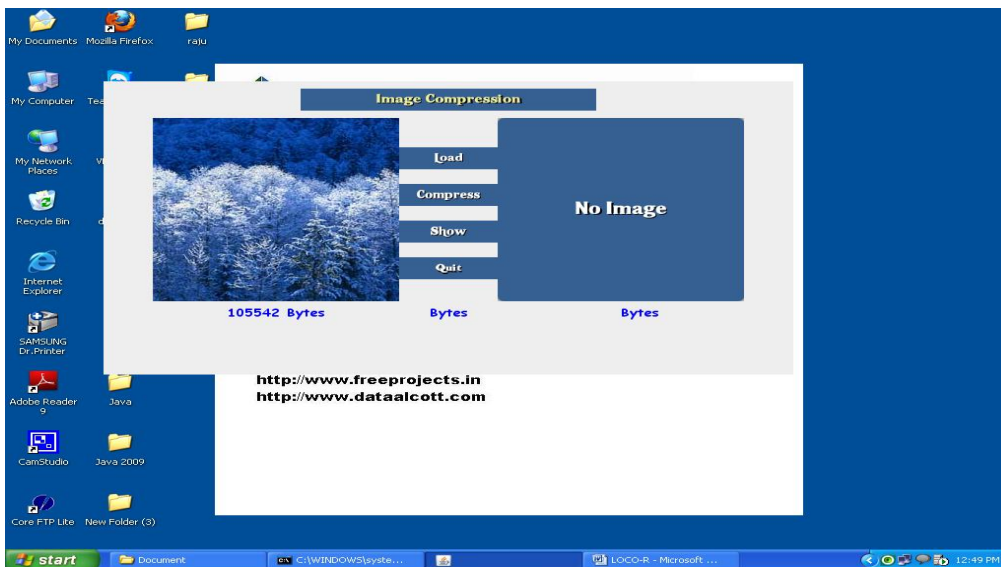 My Documents
Mozilla Firefox
raju
My Computer
Tea
My Network Places
Recycle Bin
d
Internet Explorer
SAMSUNG Dr.Printer
Adobe Reader 9
Java
CamStudio
Java 2009
Core FTP Lite
New Folder (3)
Image Compression
Load
Compress
Show
Quit
No Image
105542 Bytes
Bytes
Bytes
http://www.freeprojects.in
http://www.dataalcott.com
start
Document
C:\WINDOWS\syste...
LOCO-R - Microsoft ...
12:49 PM